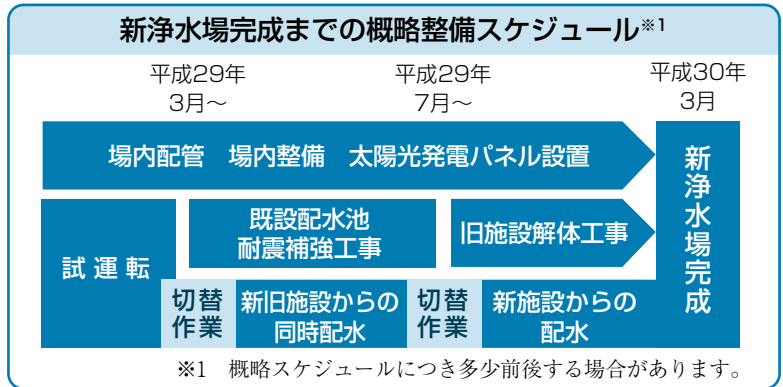 新浄水場完成までの概略整備スケジュール※1
平成29年
3月～
平成29年
7月～
平成30年
3月
場内配管　場内整備　太陽光発電パネル設置
新浄水場完成
試運転
既設配水池
耐震補強工事
旧施設解体工事
切替
作業
新旧施設からの
同時配水
切替
作業
新施設からの
配水
※1　概略スケジュールにつき多少前後する場合があります。